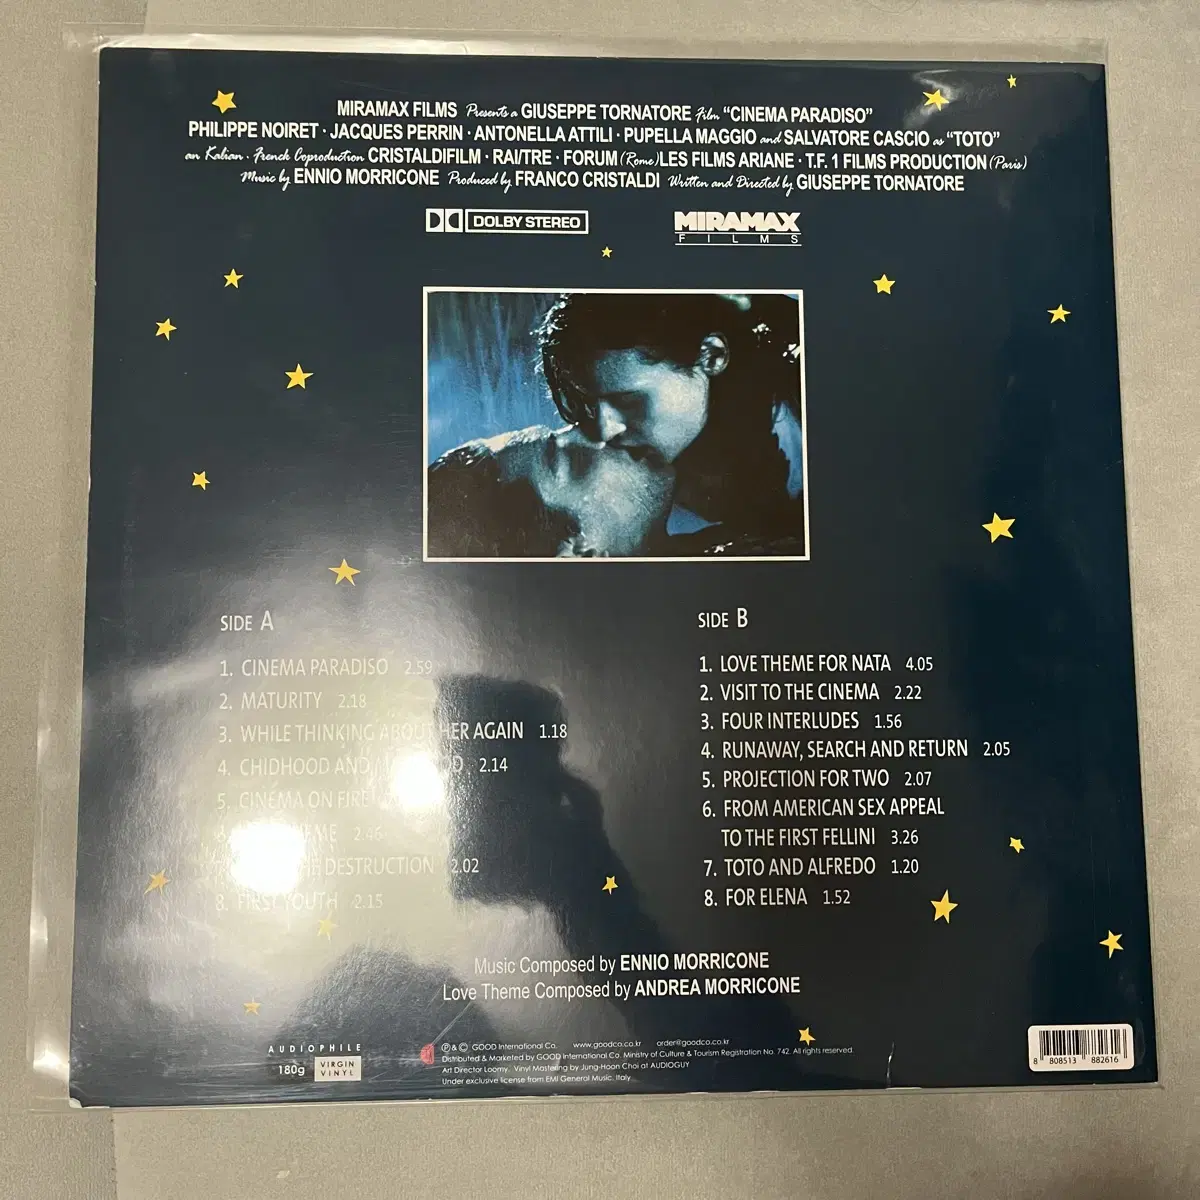 MIRAMAX FILMS Presents a GIUSEPPE TORNATORE Film "CINEMA PARADISO"
PHILIPPE NOIRET · JACQUES PERRIN · ANTONELLA ATTILI · PUPELLA MAGGIO and SALVATORE CASCIO as "TOTO"
an Italian · French Coproduction CRISTALDIFILM · RAI/TRE · FORUM (Rome) LES FILMS ARIANE · T.F. 1 FILMS PRODUCTION (Paris)
Music by ENNIO MORRICONE Produced by FRANCO CRISTALDI Written and Directed by GIUSEPPE TORNATORE
DOLBY STEREO
MIRAMAX
FILMS
SIDE A
1. CINEMA PARADISO 2.59
2. MATURITY 2.18
3. WHILE THINKING ABOUT HER AGAIN 1.18
4. CHIDHOOD AND 2.14
5. CINEMA ON FIRE
2.46
DESTRUCTION 2.02
8. FIRST YOUTH 2.15
SIDE B
1. LOVE THEME FOR NATA 4.05
2. VISIT TO THE CINEMA 2.22
3. FOUR INTERLUDES 1.56
4. RUNAWAY, SEARCH AND RETURN 2.05
5. PROJECTION FOR TWO 2.07
6. FROM AMERICAN SEX APPEAL
TO THE FIRST FELLINI 3.26
7. TOTO AND ALFREDO 1.20
8. FOR ELENA 1.52
Music Composed by ENNIO MORRICONE
Love Theme Composed by ANDREA MORRICONE
AUDIOPHILE
180g VIRGIN VINYL
℗ & © GOOD International Co. www.goodco.co.kr order@goodco.co.kr
Distributed & Marketed by GOOD International Co. Ministry of Culture & Tourism Registration No. 742. All rights reserved.
Art Director Loomy. Vinyl Mastering by Jung-Hoon Choi at AUDIOGUY
Under exclusive license from EMI General Music. Italy
8 808513 882616